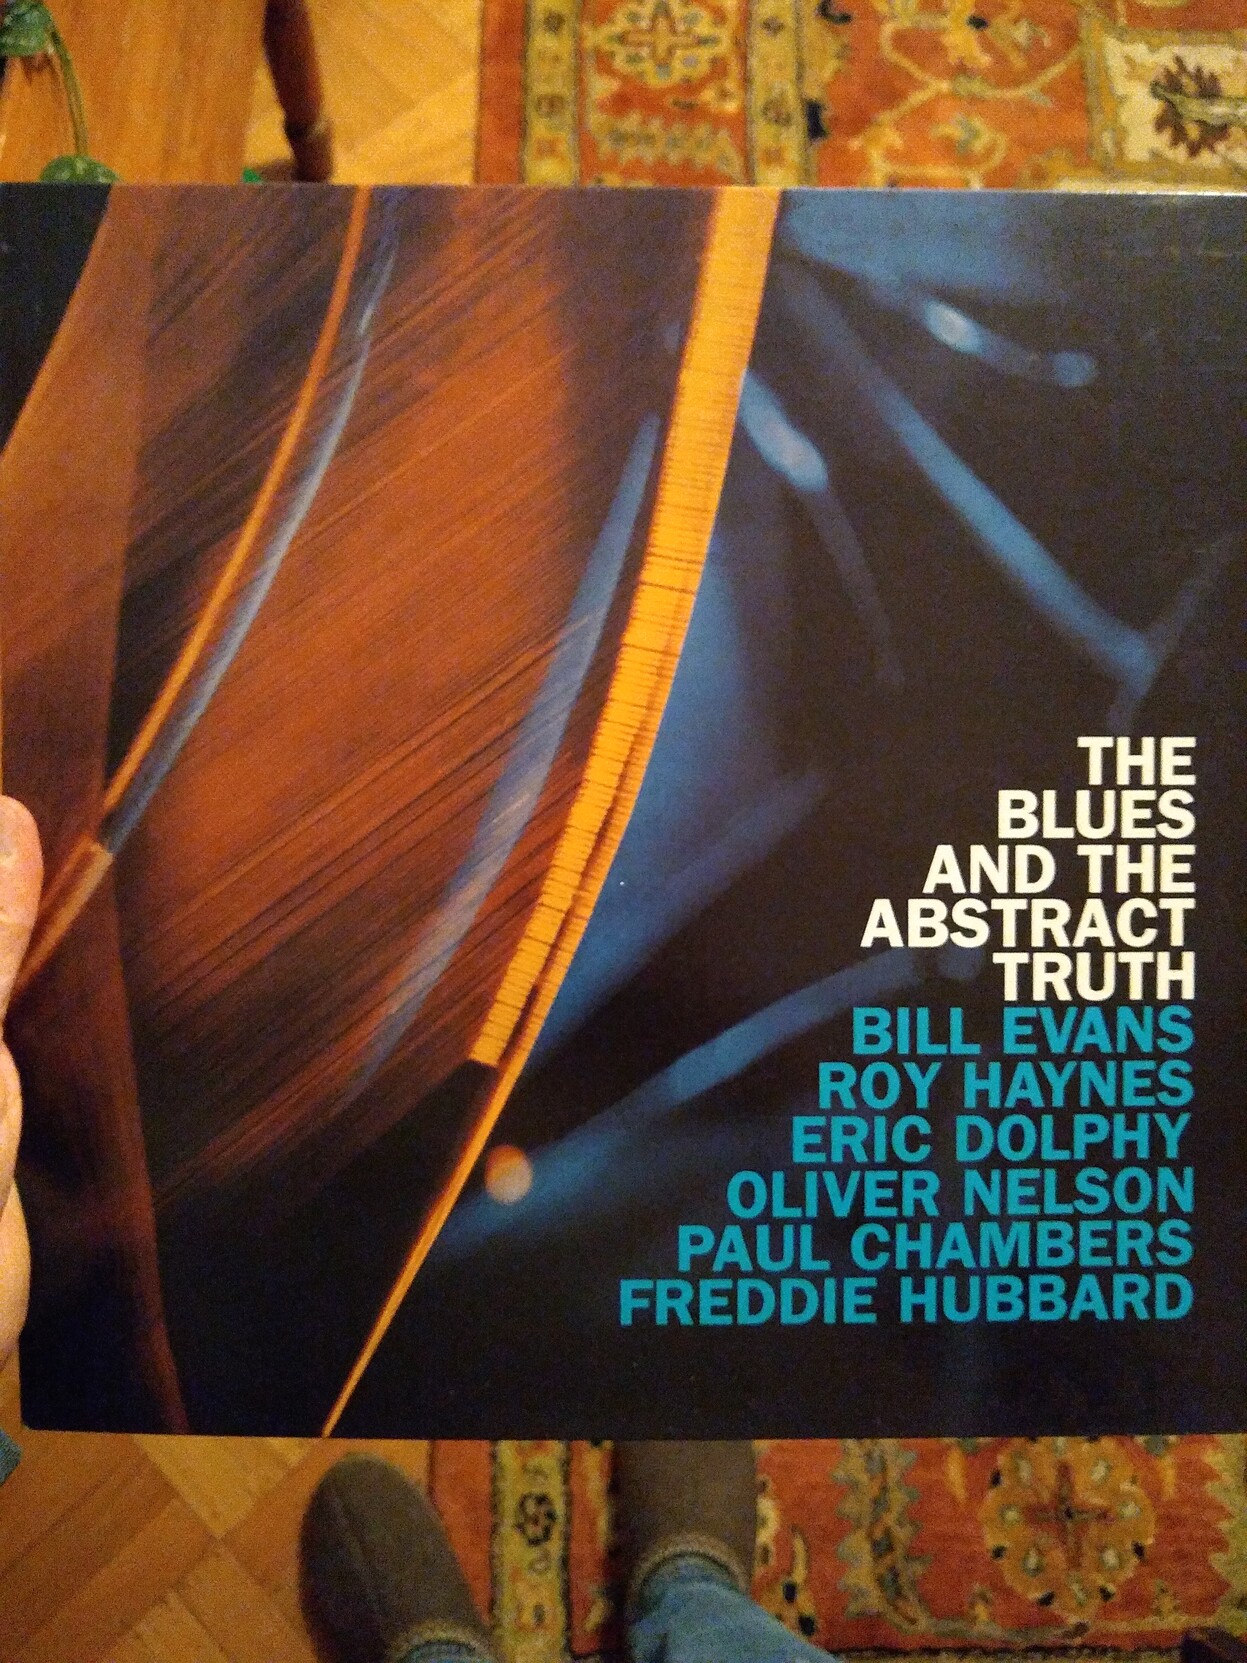 THE
BLUES
AND THE
ABSTRACT
TRUTH
BILL EVANS
ROY HAYNES
ERIC DOLPHY
OLIVER NELSON
PAUL CHAMBERS
FREDDIE HUBBARD